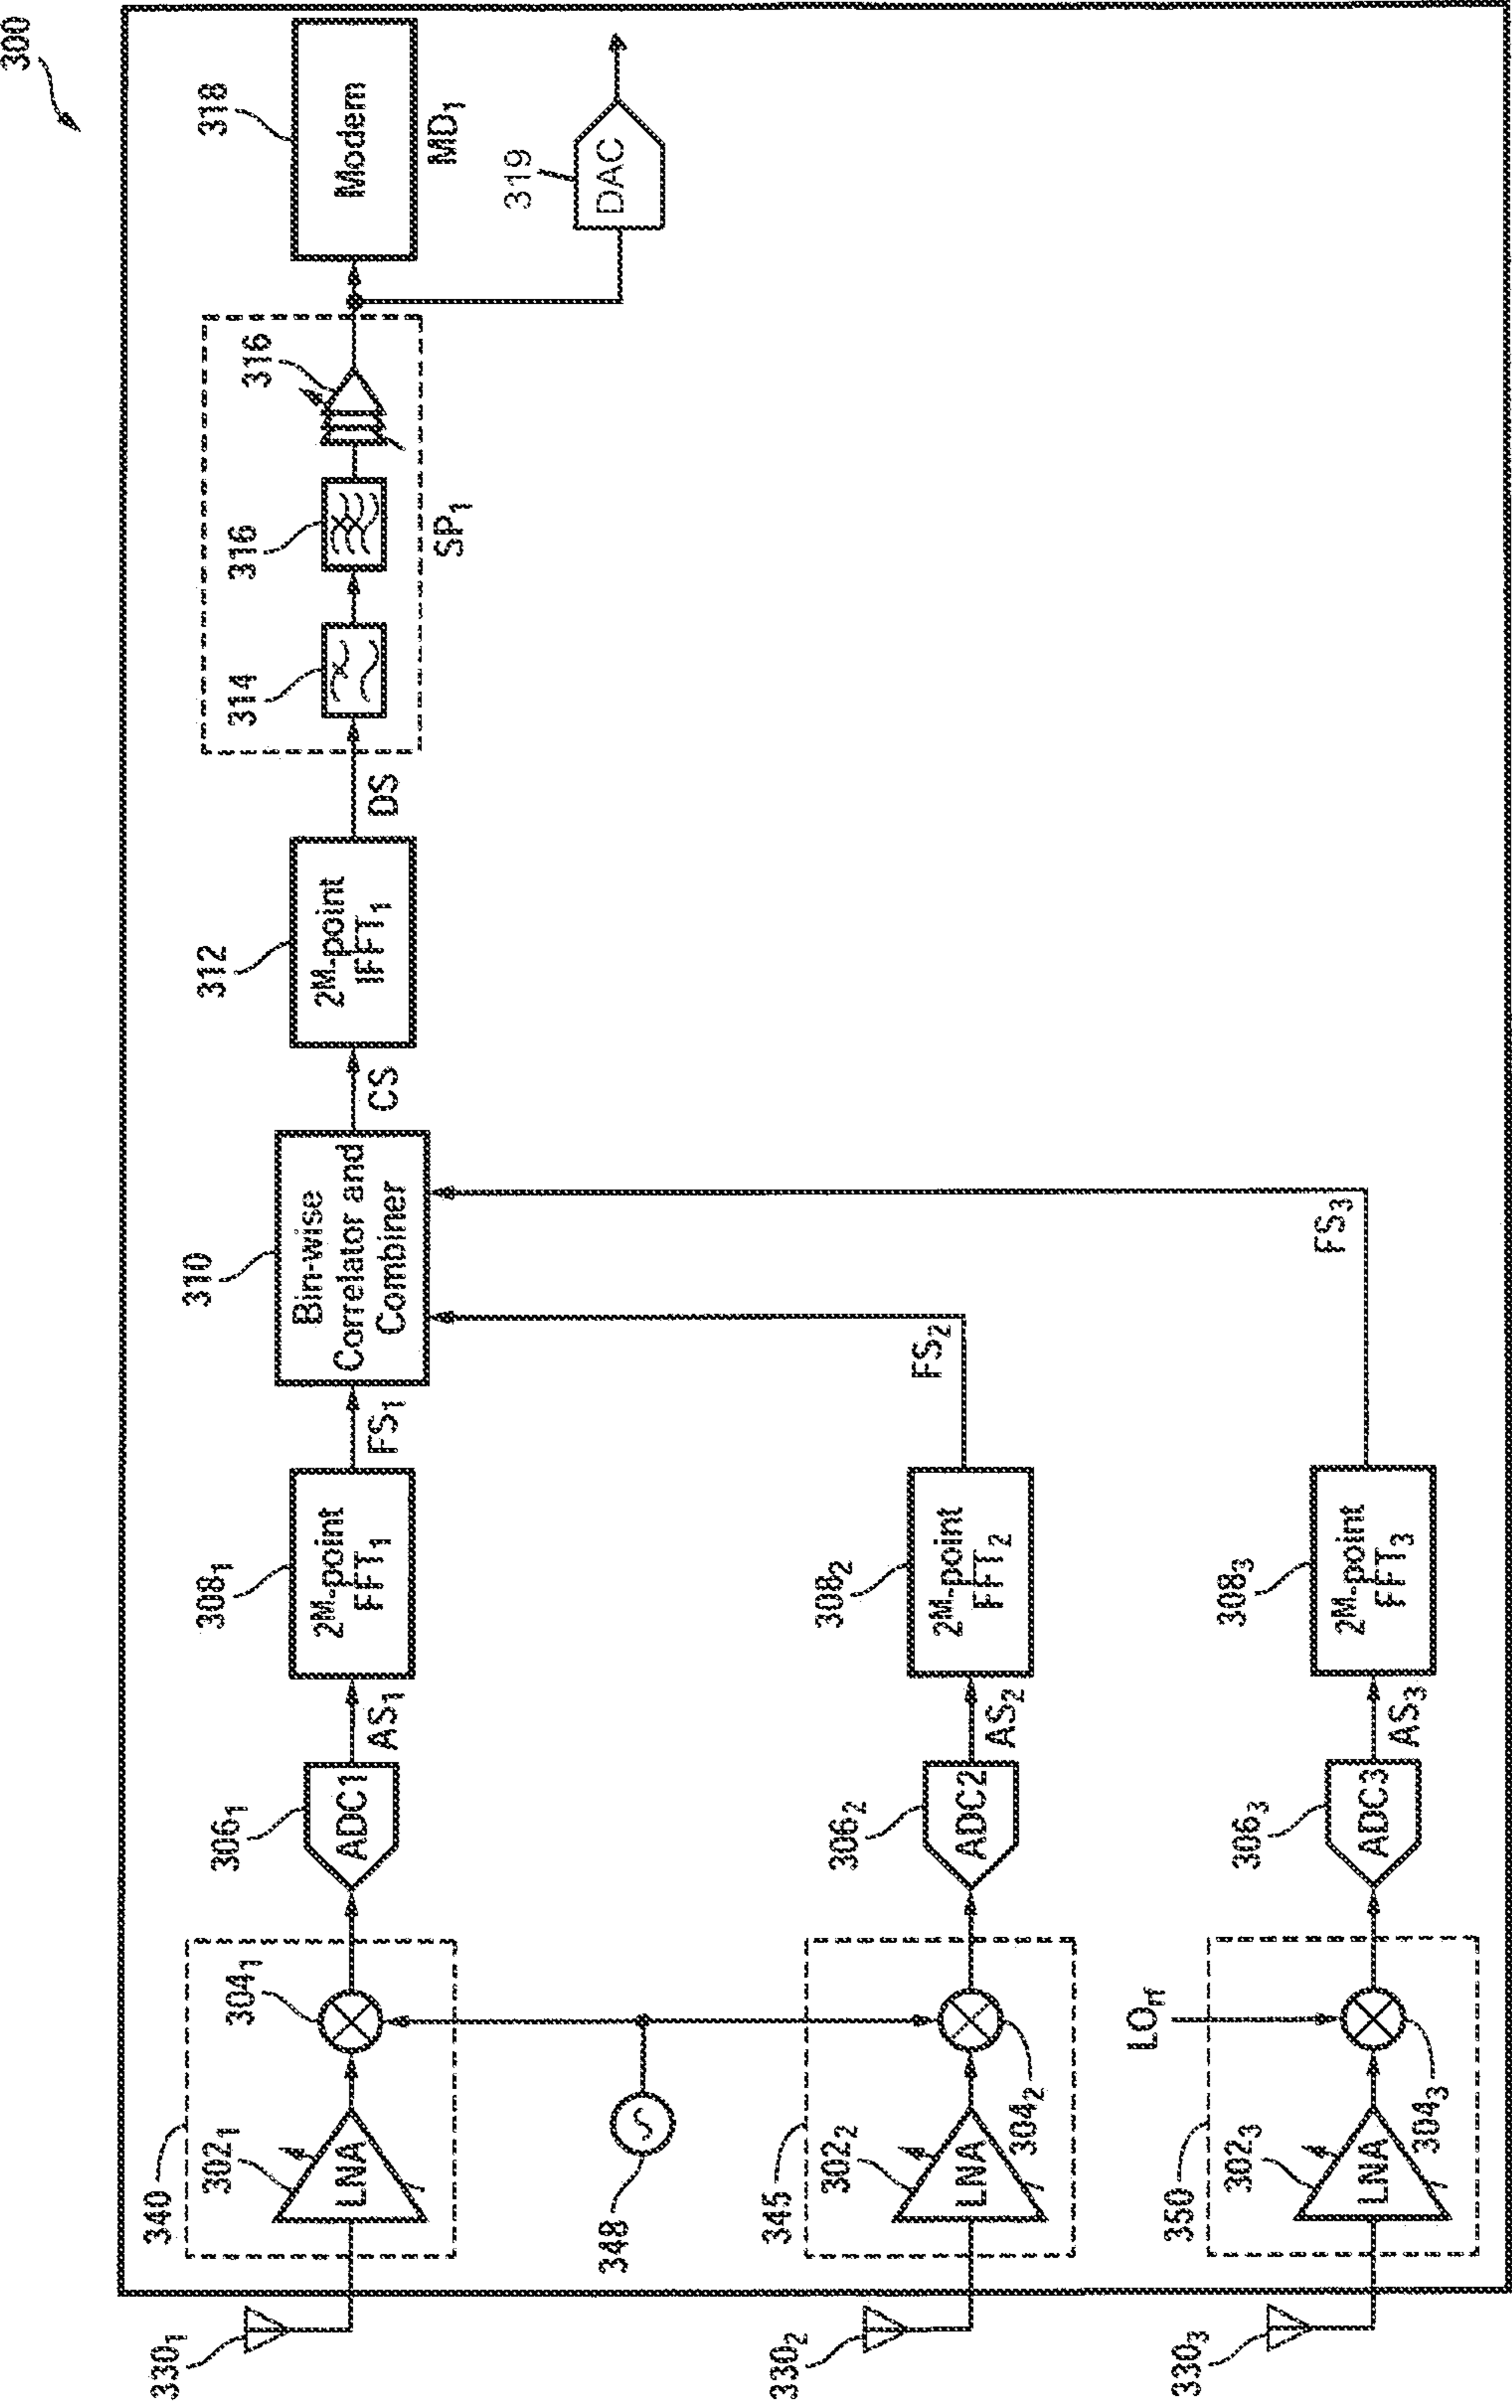 300
330₁
340
302₁
LNA
304₁
306₁
ADC1
AS₁
308₁
2M-point
FFT₁
FS₁
310
Bin-wise
Correlator and
Combiner
CS
312
2M-point
IFFT₁
DS
314
316
316
SP₁
318
Modem
MD₁
319
DAC
348
330₂
345
302₂
LNA
304₂
306₂
ADC2
AS₂
308₂
2M-point
FFT₂
FS₂
330₃
350
302₃
LNA
304₃
LOrf
306₃
ADC3
AS₃
308₃
2M-point
FFT₃
FS₃